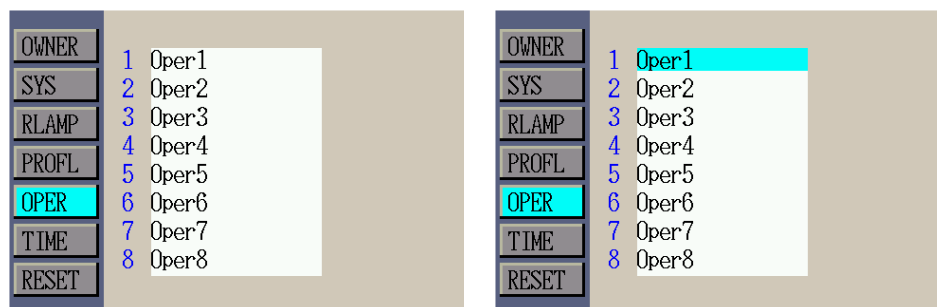 OWNER
SYS
RLAMP
PROFL
OPER
TIME
RESET
1 Oper1
2 Oper2
3 Oper3
4 Oper4
5 Oper5
6 Oper6
7 Oper7
8 Oper8
OWNER
SYS
RLAMP
PROFL
OPER
TIME
RESET
1 Oper1
2 Oper2
3 Oper3
4 Oper4
5 Oper5
6 Oper6
7 Oper7
8 Oper8